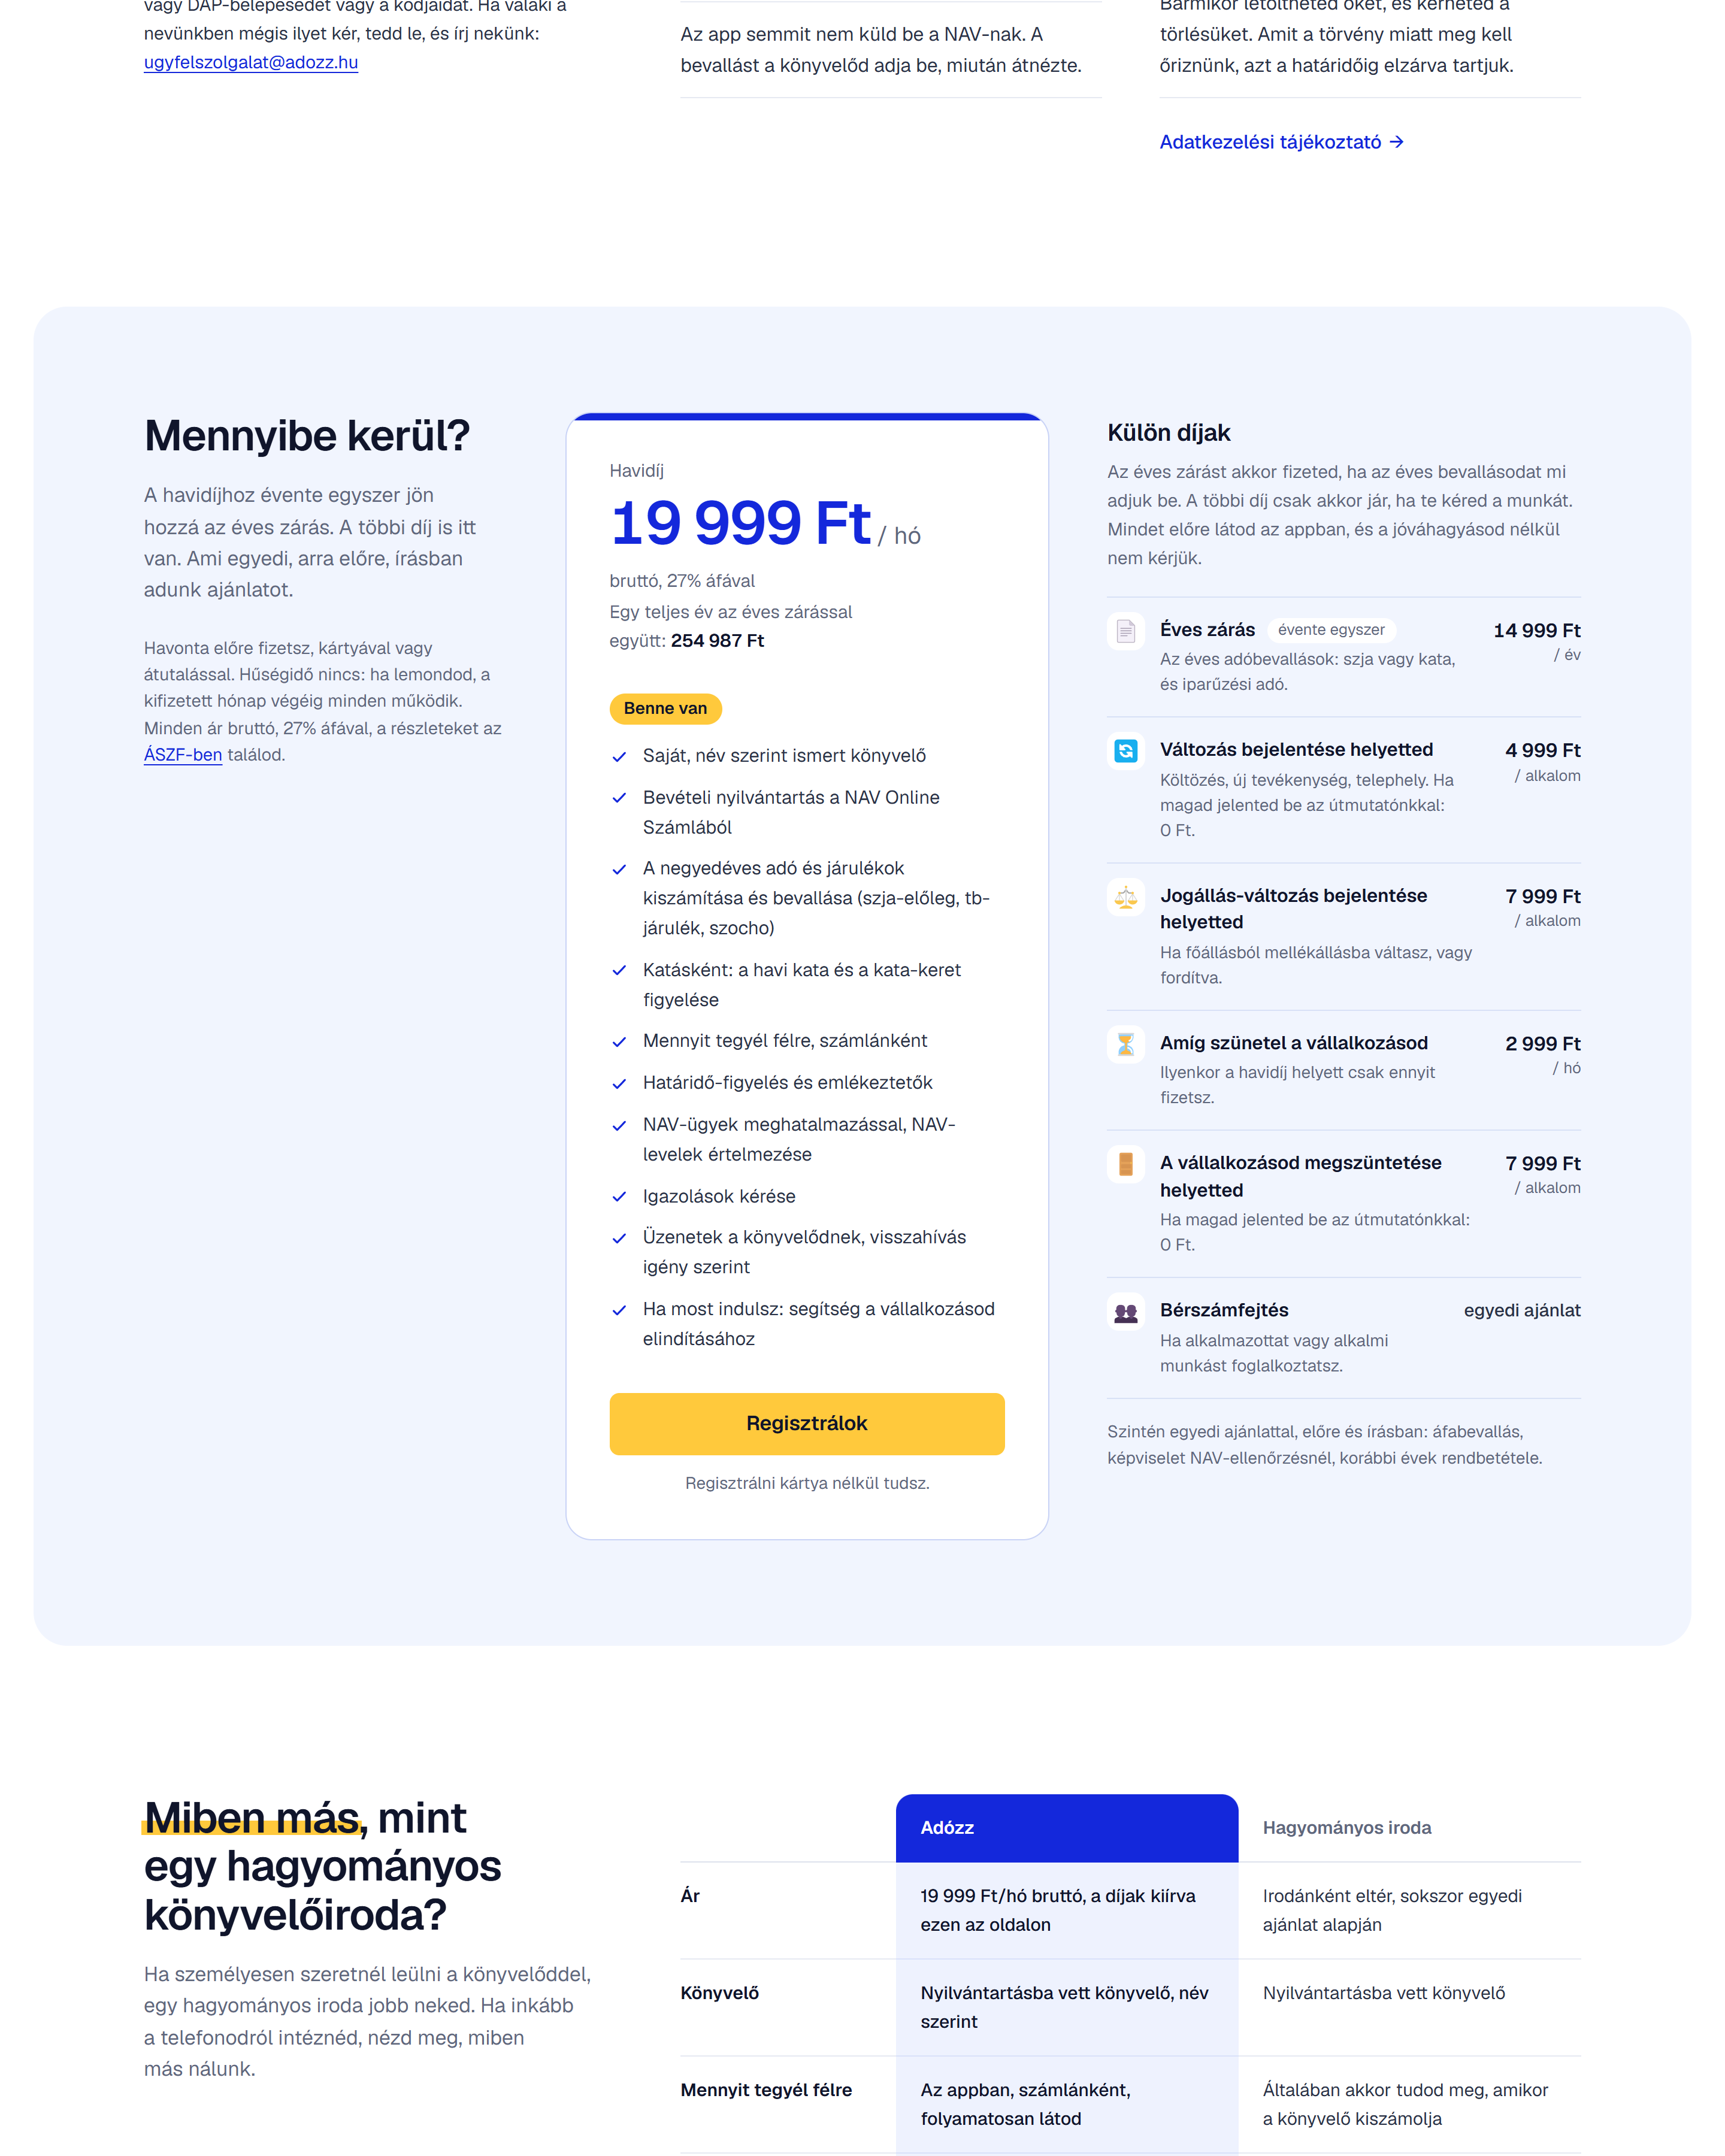 vagy DÁP-belépésedet vagy a kódjaidat. Ha valaki a
nevünkben mégis ilyet kér, tedd le, és írj nekünk:
ugyfelszolgalat@adozz.hu
Az app semmit nem küld be a NAV-nak. A
bevallást a könyvelőd adja be, miután átnézte.
Bármikor letöltheted őket, és kérheted a
törlésüket. Amit a törvény miatt meg kell
őriznünk, azt a határidőig elzárva tartjuk.
Adatkezelési tájékoztató →
Mennyibe kerül?
A havidíjhoz évente egyszer jön
hozzá az éves zárás. A többi díj is itt
van. Ami egyedi, arra előre, írásban
adunk ajánlatot.
Havonta előre fizetsz, kártyával vagy
átutalással. Hűségidő nincs: ha lemondod, a
kifizetett hónap végéig minden működik.
Minden ár bruttó, 27% áfával, a részleteket az
ÁSZF-ben találod.
Havidíj
19 999 Ft / hó
bruttó, 27% áfával
Egy teljes év az éves zárással
együtt: 254 987 Ft
Benne van
Saját, név szerint ismert könyvelő
Bevételi nyilvántartás a NAV Online
Számlából
A negyedéves adó és járulékok
kiszámítása és bevallása (szja-előleg, tb-
járulék, szocho)
Katásként: a havi kata és a kata-keret
figyelése
Mennyit tegyél félre, számlánként
Határidő-figyelés és emlékeztetők
NAV-ügyek meghatalmazással, NAV-
levelek értelmezése
Igazolások kérése
Üzenetek a könyvelődnek, visszahívás
igény szerint
Ha most indulsz: segítség a vállalkozásod
elindításához
Regisztrálok
Regisztrálni kártya nélkül tudsz.
Külön díjak
Az éves zárást akkor fizeted, ha az éves bevallásodat mi
adjuk be. A többi díj csak akkor jár, ha te kéred a munkát.
Mindet előre látod az appban, és a jóváhagyásod nélkül
nem kérjük.
Éves zárás évente egyszer 14 999 Ft
/ év
Az éves adóbevallások: szja vagy kata,
és iparűzési adó.
Változás bejelentése helyetted 4 999 Ft
/ alkalom
Költözés, új tevékenység, telephely. Ha
magad jelented be az útmutatónkkal:
0 Ft.
Jogállás-változás bejelentése 7 999 Ft
helyetted / alkalom
Ha főállásból mellékállásba váltasz, vagy
fordítva.
Amíg szünetel a vállalkozásod 2 999 Ft
/ hó
Ilyenkor a havidíj helyett csak ennyit
fizetsz.
A vállalkozásod megszüntetése 7 999 Ft
helyetted / alkalom
Ha magad jelented be az útmutatónkkal:
0 Ft.
Bérszámfejtés egyedi ajánlat
Ha alkalmazottat vagy alkalmi
munkást foglalkoztatsz.
Szintén egyedi ajánlattal, előre és írásban: áfabevallás,
képviselet NAV-ellenőrzésnél, korábbi évek rendbetétele.
Miben más, mint
egy hagyományos
könyvelőiroda?
Ha személyesen szeretnél leülni a könyvelőddel,
egy hagyományos iroda jobb neked. Ha inkább
a telefonodról intéznéd, nézd meg, miben
más nálunk.
Adózz Hagyományos iroda
Ár
19 999 Ft/hó bruttó, a díjak kiírva
ezen az oldalon
Irodánként eltér, sokszor egyedi
ajánlat alapján
Könyvelő
Nyilvántartásba vett könyvelő, név
szerint
Nyilvántartásba vett könyvelő
Mennyit tegyél félre
Az appban, számlánként,
folyamatosan látod
Általában akkor tudod meg, amikor
a könyvelő kiszámolja